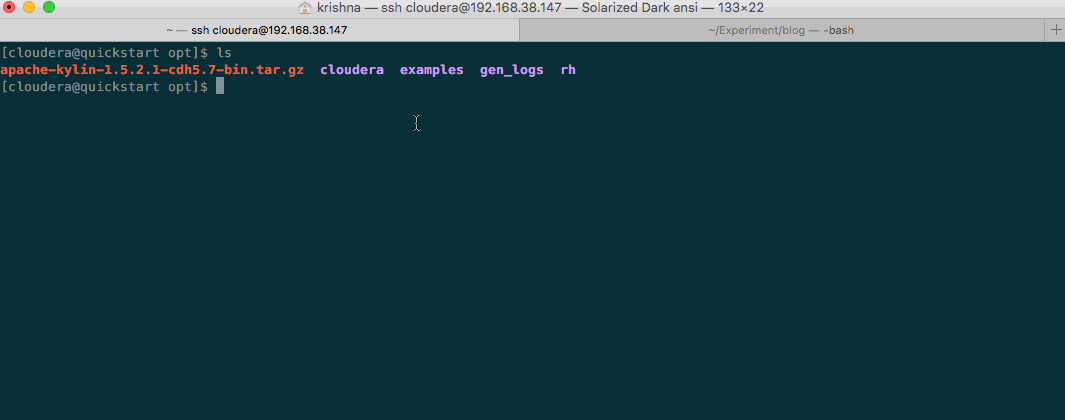 krishna — ssh cloudera@192.168.38.147 — Solarized Dark ansi — 133×22
~ — ssh cloudera@192.168.38.147
~/Experiment/blog — -bash
[cloudera@quickstart opt]$ ls
apache-kylin-1.5.2.1-cdh5.7-bin.tar.gz  cloudera  examples  gen_logs  rh
[cloudera@quickstart opt]$